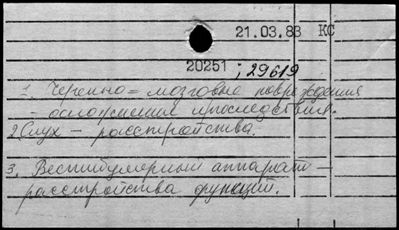 21.03.83 КС
20251 ; 29619
1. Черепно = мозговые повреждения
осложнения и последствия.
2. Слух – расстройства.
3. Вестибулярный аппарат –
расстройства функций.